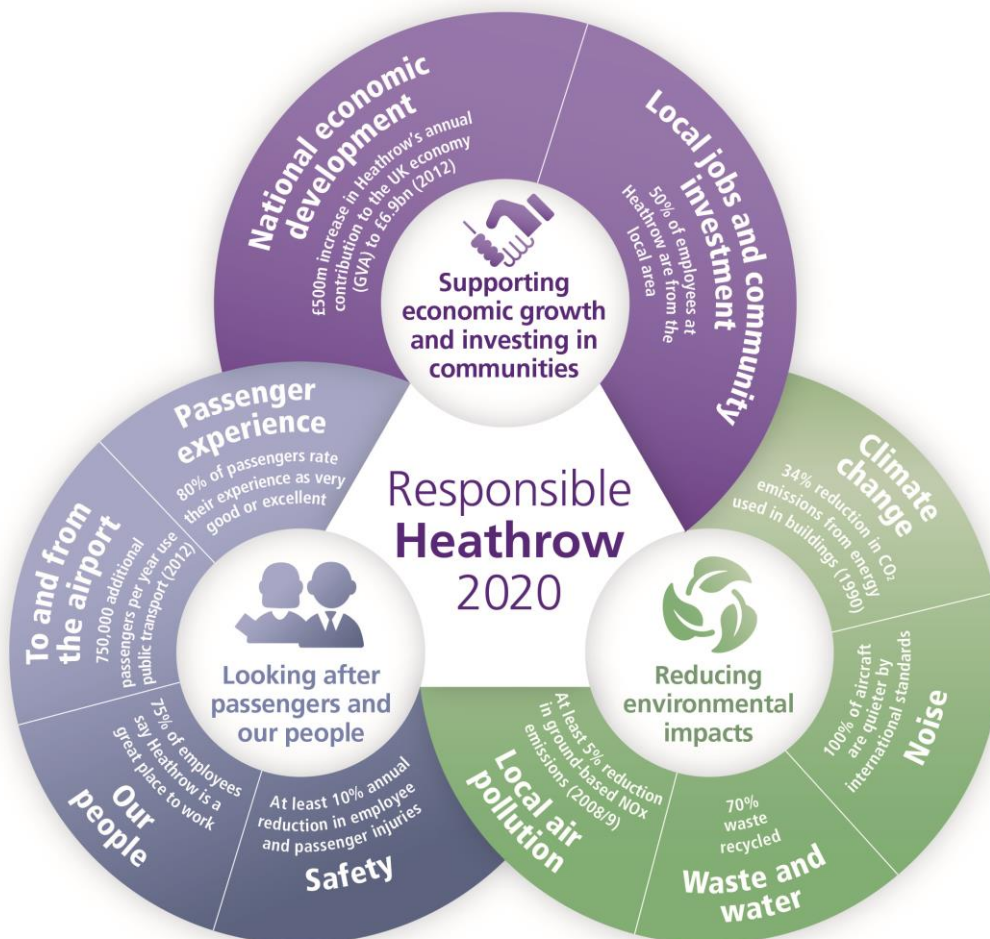 National economic
development
£500m increase in Heathrow's annual
contribution to the UK economy
(GVA) to £6.9bn (2012)
Local jobs and community
investment
50% of employees at
Heathrow are from the
local area
Supporting
economic growth
and investing in
communities
Responsible
Heathrow
2020
Passenger
experience
80% of passengers rate
their experience as very
good or excellent
To and from
the airport
750,000 additional
passengers per year use
public transport (2012)
Our
people
75% of employees
say Heathrow is a
great place to work
Safety
At least 10% annual
reduction in employee
and passenger injuries
Looking after
passengers and
our people
Climate
change
34% reduction in CO₂
emissions from energy
used in buildings (1990)
Noise
100% of aircraft
are quieter by
international standards
Waste and
water
70%
waste
recycled
Local air
pollution
At least 5% reduction
in ground-based NOx
emissions (2008/9)
Reducing
environmental
impacts